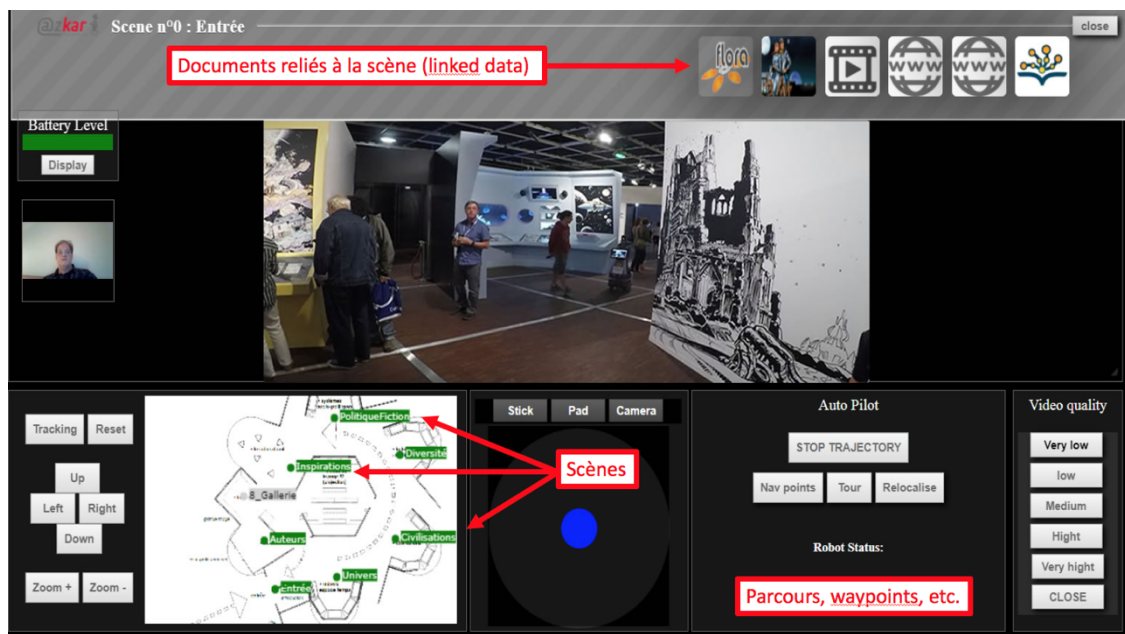 @zkar i
Scene n°0 : Entrée
close
Documents reliés à la scène (linked data)
flora
www
www
Battery Level
Display
Tracking
Reset
Up
Left
Right
Down
Zoom +
Zoom -
PolitiqueFiction
Diversité
Inspirations
8_Gallerie
Auteurs
Civilisations
Univers
Entrée
entrée
Scènes
Stick
Pad
Camera
Auto Pilot
STOP TRAJECTORY
Nav points
Tour
Relocalise
Robot Status:
Parcours, waypoints, etc.
Video quality
Very low
low
Medium
Hight
Very hight
CLOSE